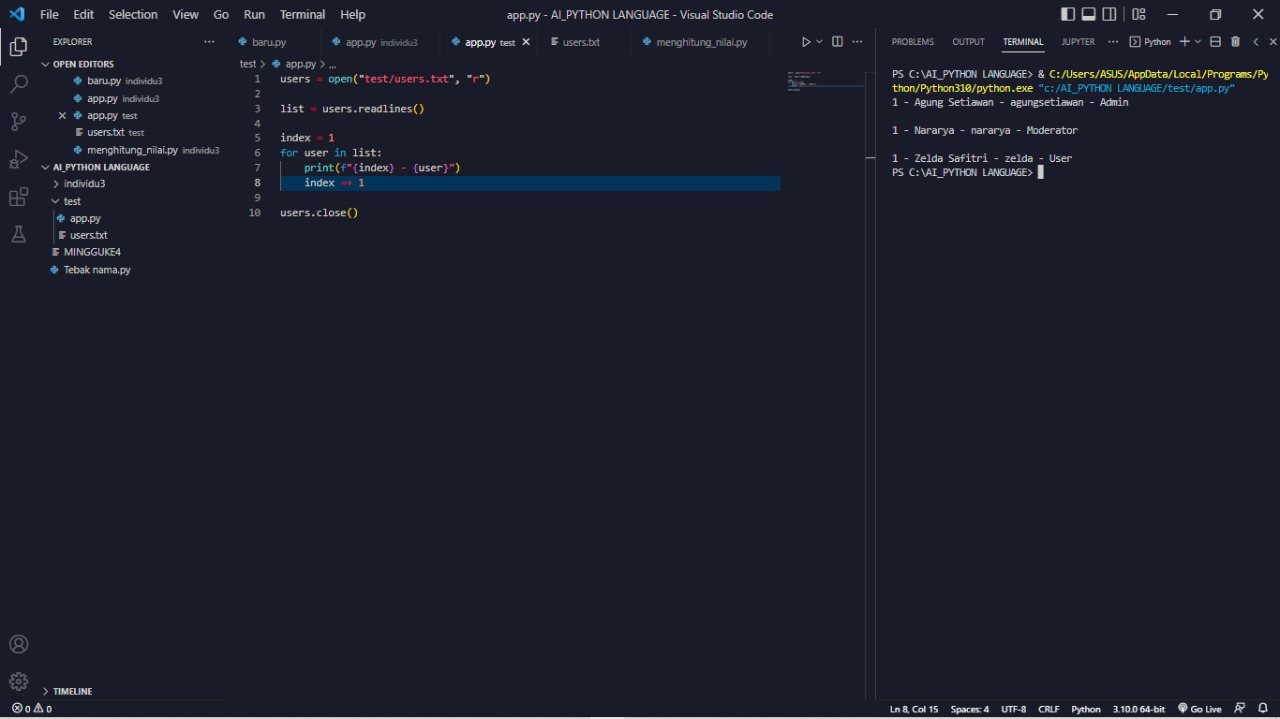 File Edit Selection View Go Run Terminal Help
app.py - AI_PYTHON LANGUAGE - Visual Studio Code
EXPLORER
OPEN EDITORS
baru.py individu3
app.py individu3
app.py test
users.txt test
menghitung_nilai.py individu3
AI_PYTHON LANGUAGE
individu3
test
app.py
users.txt
MINGGUKE4
Tebak nama.py
TIMELINE
baru.py
app.py individu3
app.py test
users.txt
menghitung_nilai.py
test > app.py > ...
1 users = open("test/users.txt", "r")
2
3 list = users.readlines()
4
5 index = 1
6 for user in list:
7 print(f"{index} - {user}")
8 index =+ 1
9
10 users.close()
PROBLEMS OUTPUT TERMINAL JUPYTER ... Python
PS C:\AI_PYTHON LANGUAGE> & C:/Users/ASUS/AppData/Local/Programs/Py
thon/Python310/python.exe "c:/AI_PYTHON LANGUAGE/test/app.py"
1 - Agung Setiawan - agungsetiawan - Admin
1 - Nararya - nararya - Moderator
1 - Zelda Safitri - zelda - User
PS C:\AI_PYTHON LANGUAGE>
0 0
Ln 8, Col 15 Spaces: 4 UTF-8 CRLF Python 3.10.0 64-bit Go Live